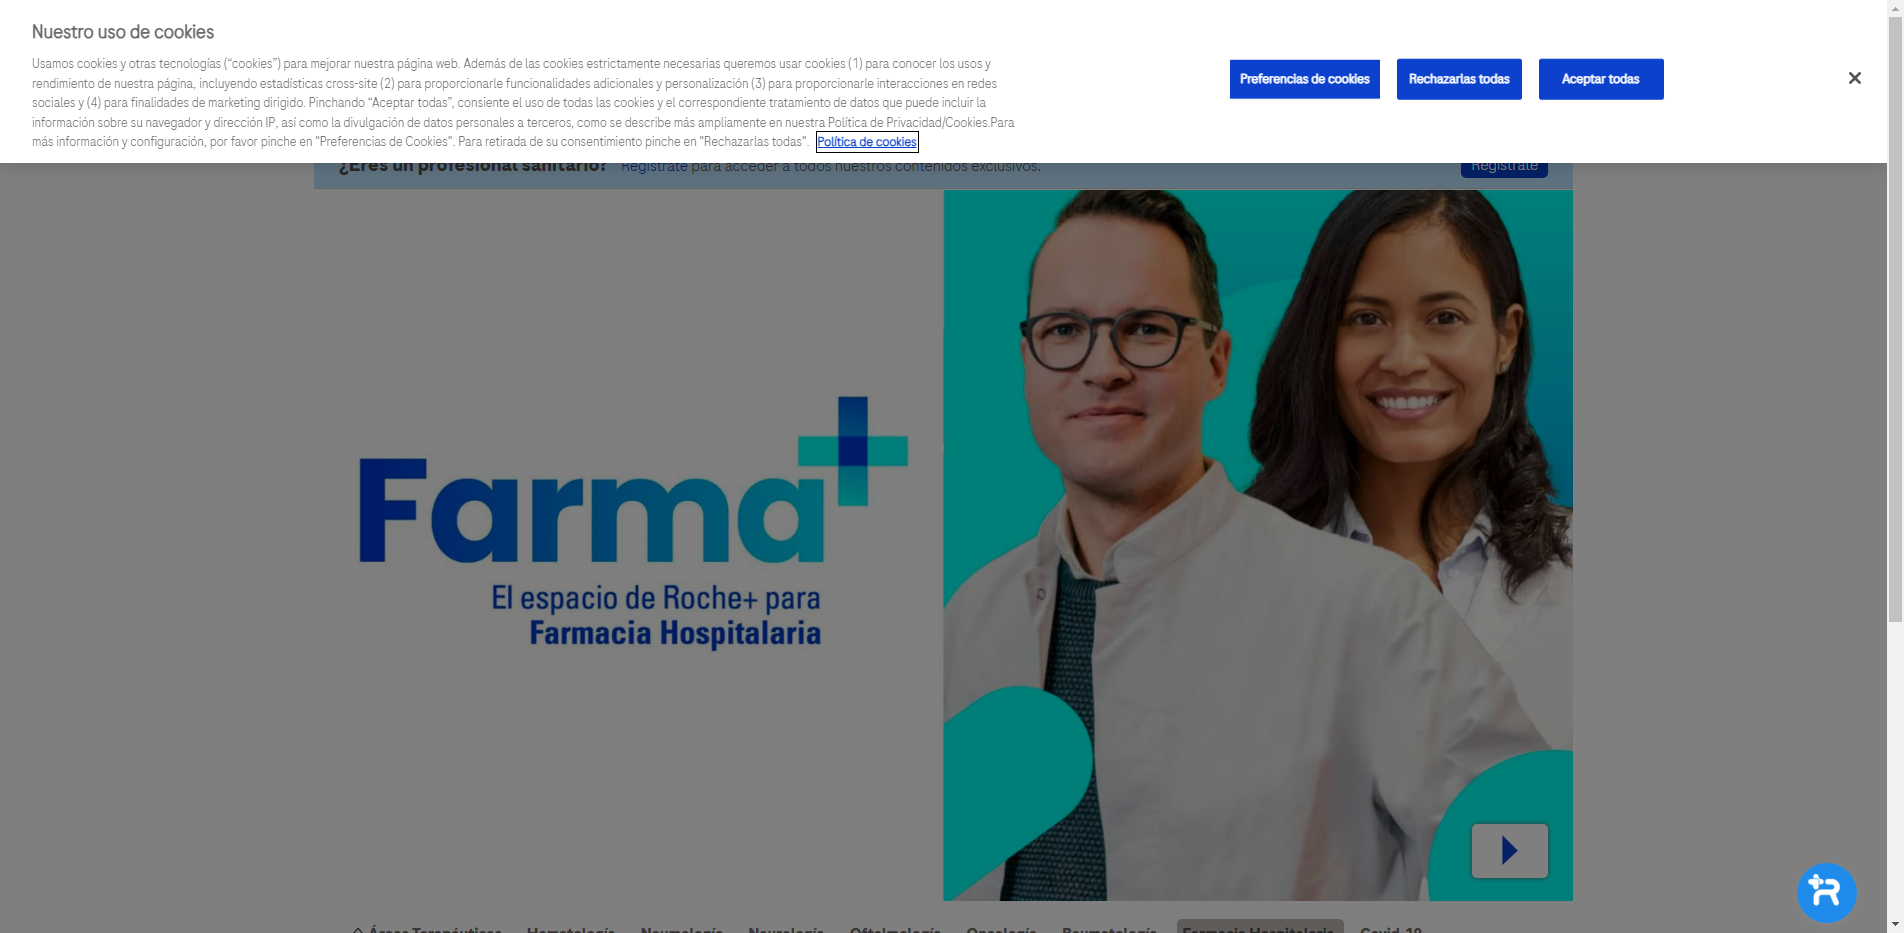 Nuestro uso de cookies
Usamos cookies y otras tecnologías (“cookies”) para mejorar nuestra página web. Además de las cookies estrictamente necesarias queremos usar cookies (1) para conocer los usos y
rendimiento de nuestra página, incluyendo estadísticas cross-site (2) para proporcionarle funcionalidades adicionales y personalización (3) para proporcionarle interacciones en redes
sociales y (4) para finalidades de marketing dirigido. Pinchando “Aceptar todas”, consiente el uso de todas las cookies y el correspondiente tratamiento de datos que puede incluir la
información sobre su navegador y dirección IP, así como la divulgación de datos personales a terceros, como se describe más ampliamente en nuestra Política de Privacidad/Cookies.Para
más información y configuración, por favor pinche en "Preferencias de Cookies". Para retirada de su consentimiento pinche en "Rechazarlas todas". Política de cookies
Preferencias de cookies
Rechazarlas todas
Aceptar todas
¿Eres un profesional sanitario? Regístrate para acceder a todos nuestros contenidos exclusivos.
Regístrate
Farma+
El espacio de Roche+ para
Farmacia Hospitalaria
Áreas Terapéuticas Hematología Neumología Neurología Oftalmología Oncología Reumatología Farmacia Hospitalaria Covid-19